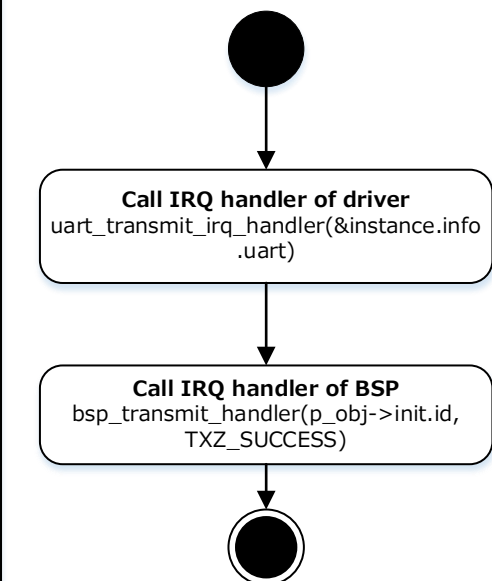 Call IRQ handler of driver
uart_transmit_irq_handler(&instance.info
.uart)
Call IRQ handler of BSP
bsp_transmit_handler(p_obj->init.id,
TXZ_SUCCESS)